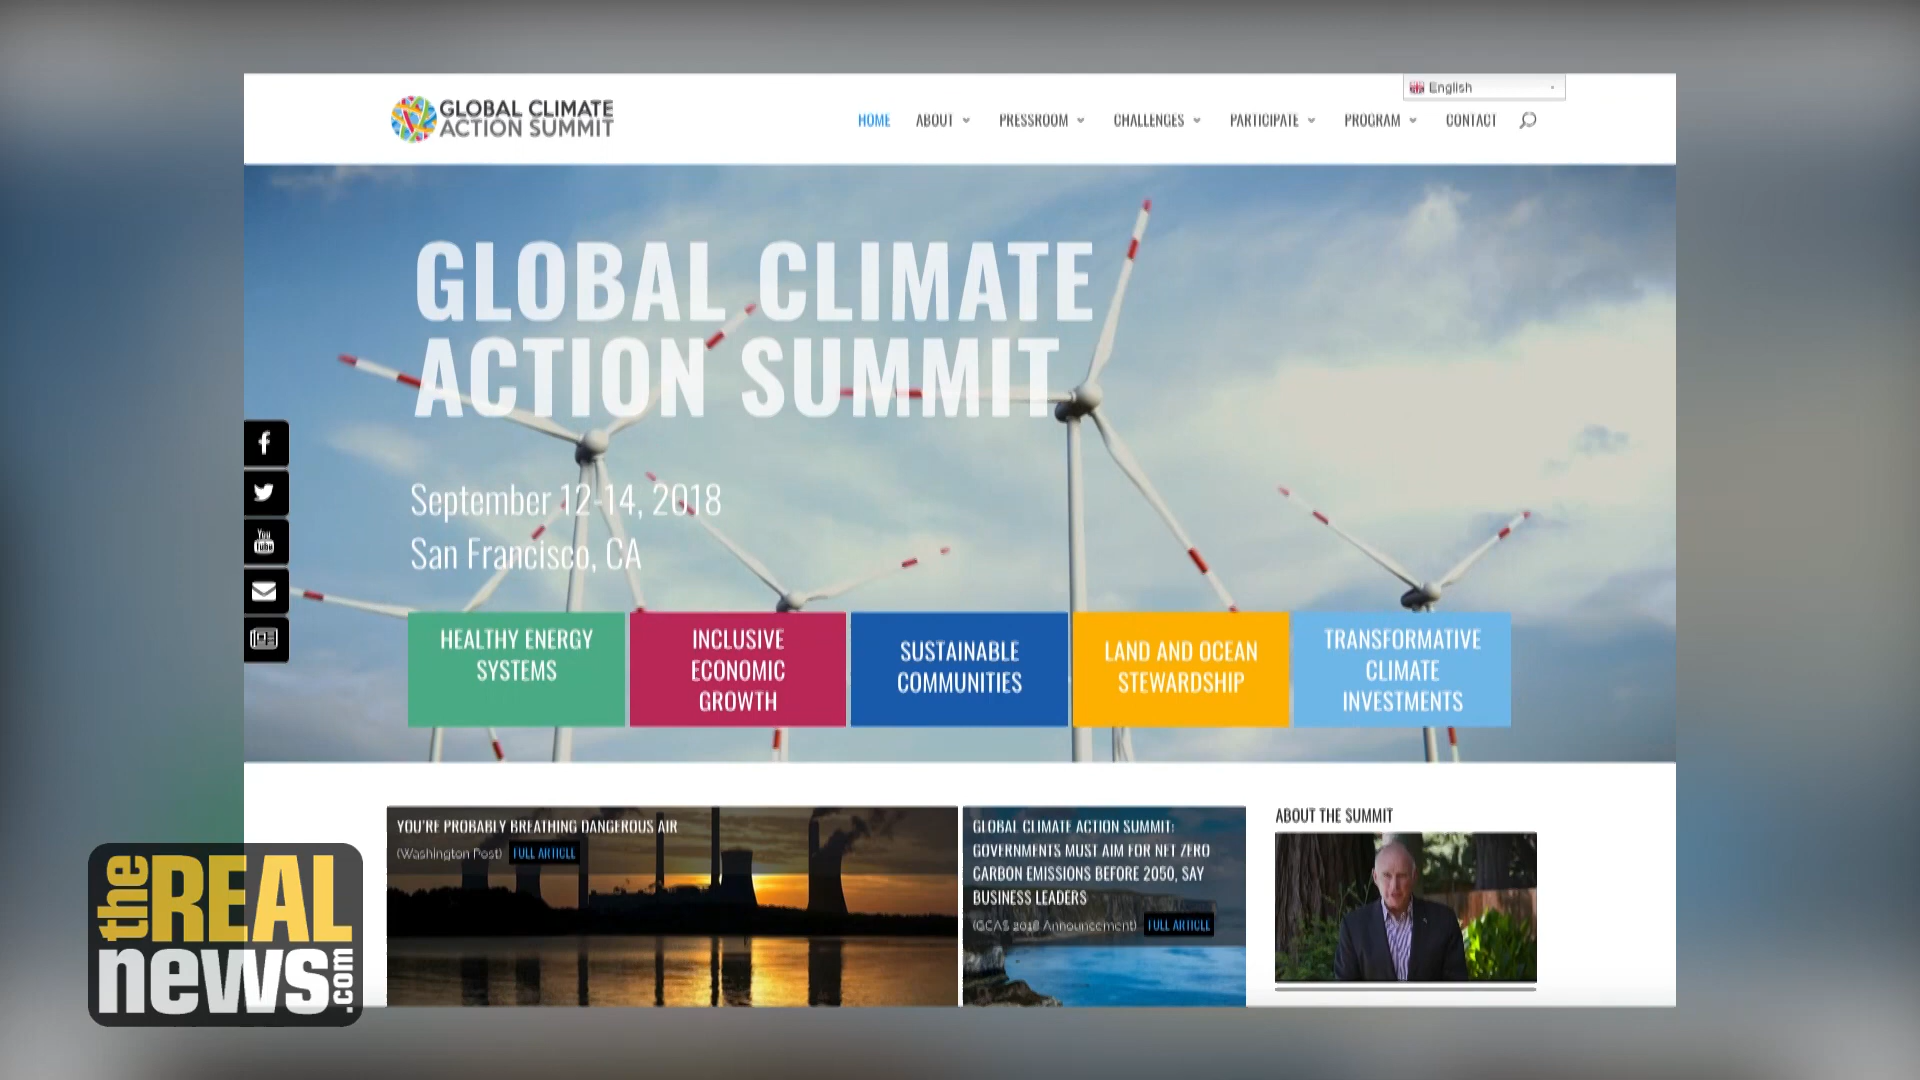 English
GLOBAL CLIMATE
ACTION SUMMIT
HOME ABOUT PRESSROOM CHALLENGES PARTICIPATE PROGRAM CONTACT
GLOBAL CLIMATE
ACTION SUMMIT
September 12-14, 2018
San Francisco, CA
You
Tube
HEALTHY ENERGY
SYSTEMS
INCLUSIVE
ECONOMIC
GROWTH
SUSTAINABLE
COMMUNITIES
LAND AND OCEAN
STEWARDSHIP
TRANSFORMATIVE
CLIMATE
INVESTMENTS
YOU'RE PROBABLY BREATHING DANGEROUS AIR
(Washington Post) FULL ARTICLE
GLOBAL CLIMATE ACTION SUMMIT:
GOVERNMENTS MUST AIM FOR NET ZERO
CARBON EMISSIONS BEFORE 2050, SAY
BUSINESS LEADERS
(GCAS 2018 Announcement) FULL ARTICLE
ABOUT THE SUMMIT
the REAL
news.com